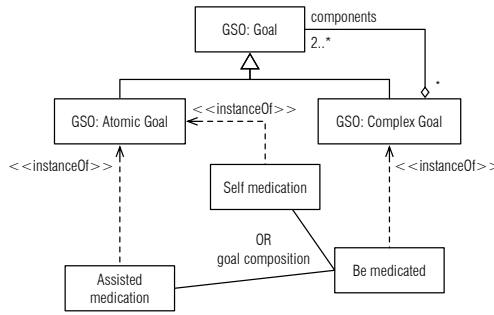 GSO: Goal
components
2..*
*
GSO: Atomic Goal
<<instanceOf>>
GSO: Complex Goal
<<instanceOf>>
<<instanceOf>>
Self medication
OR
goal composition
Assisted
medication
Be medicated